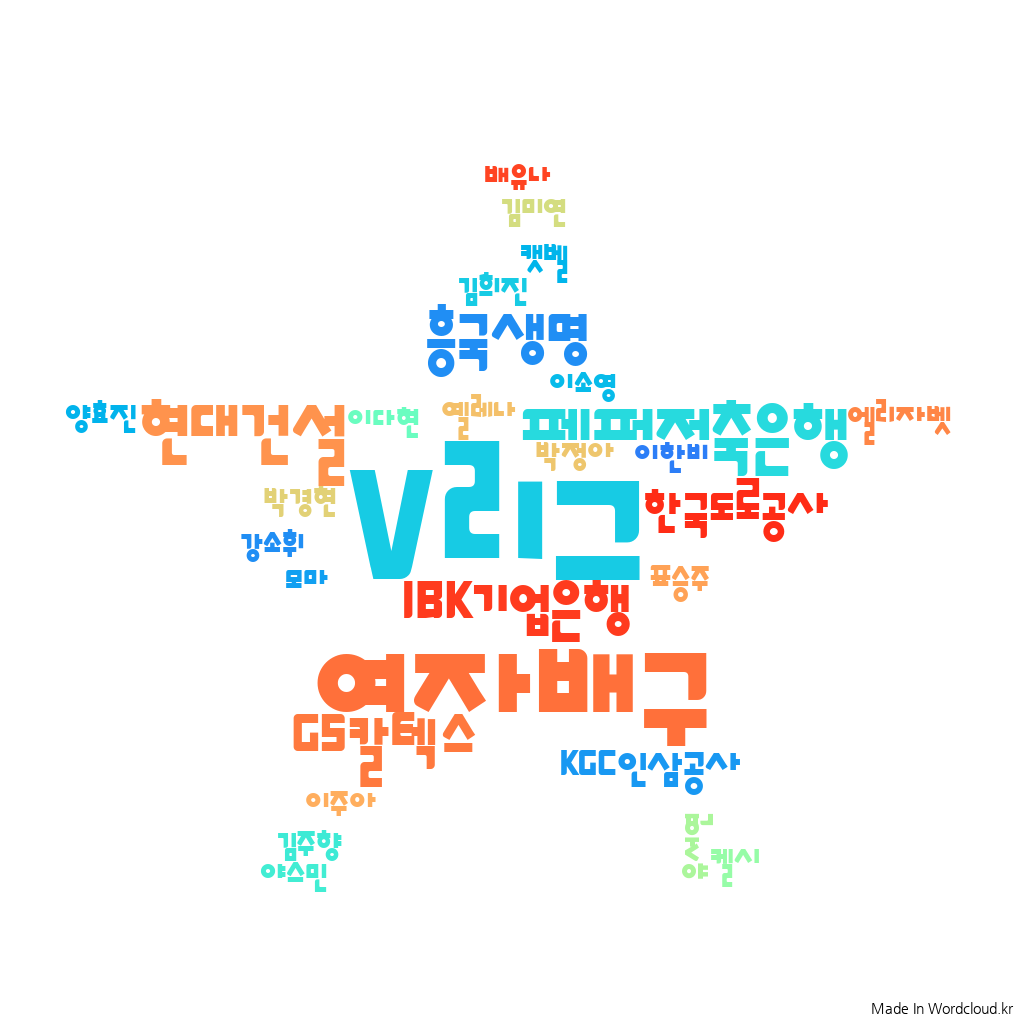 배유나
김미연
캣벨
김희진
흥국생명
이소영
양효진
현대건설
이다현
옐레나
페퍼저축은행
엘리자벳
박정아
이한비
V리그
박경현
한국도로공사
강소휘
모마
표승주
IBK기업은행
여자배구
GS칼텍스
KGC인삼공사
이주아
김주향
야스민
켈시
Made In Wordcloud.kr